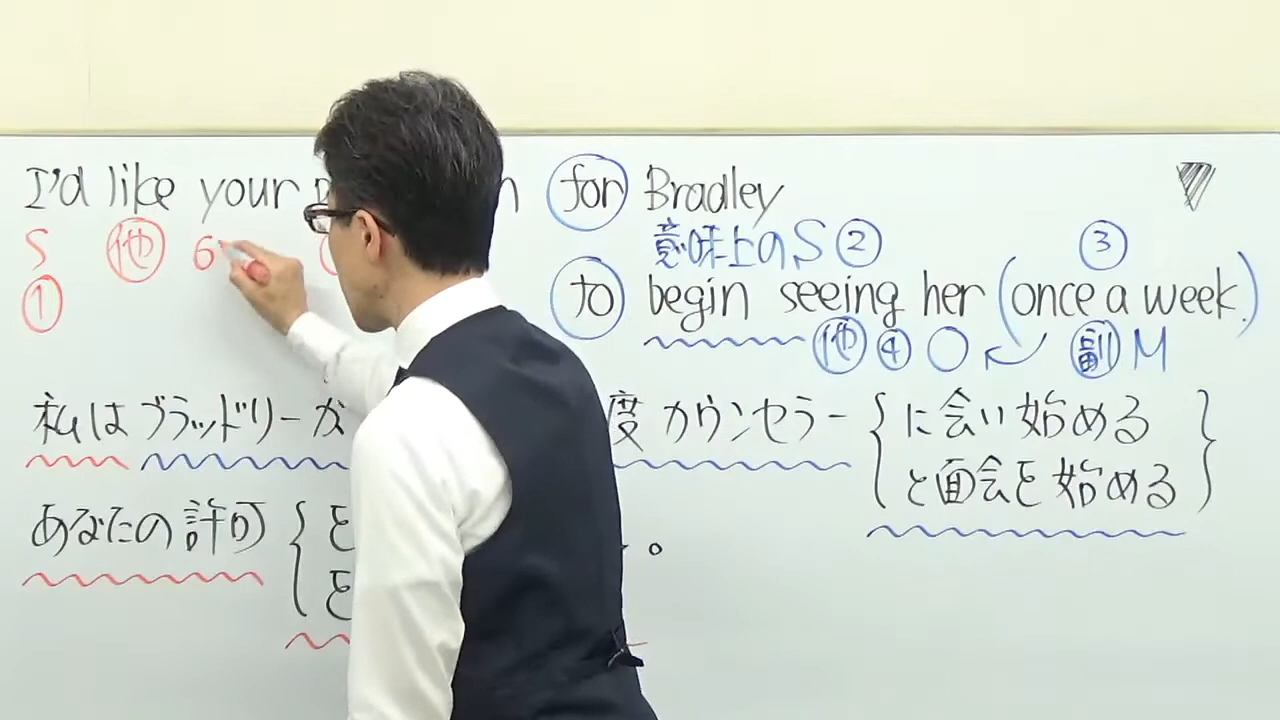 I'd like your for Bradley
S 他 6 意味上のS ② ③
① to begin seeing her (once a week.)
他 ④ O 副 M
私はブラッドリーが 度カウンセラー { に会い始める }
と面会を始める
あなたの許可 { を 。
を